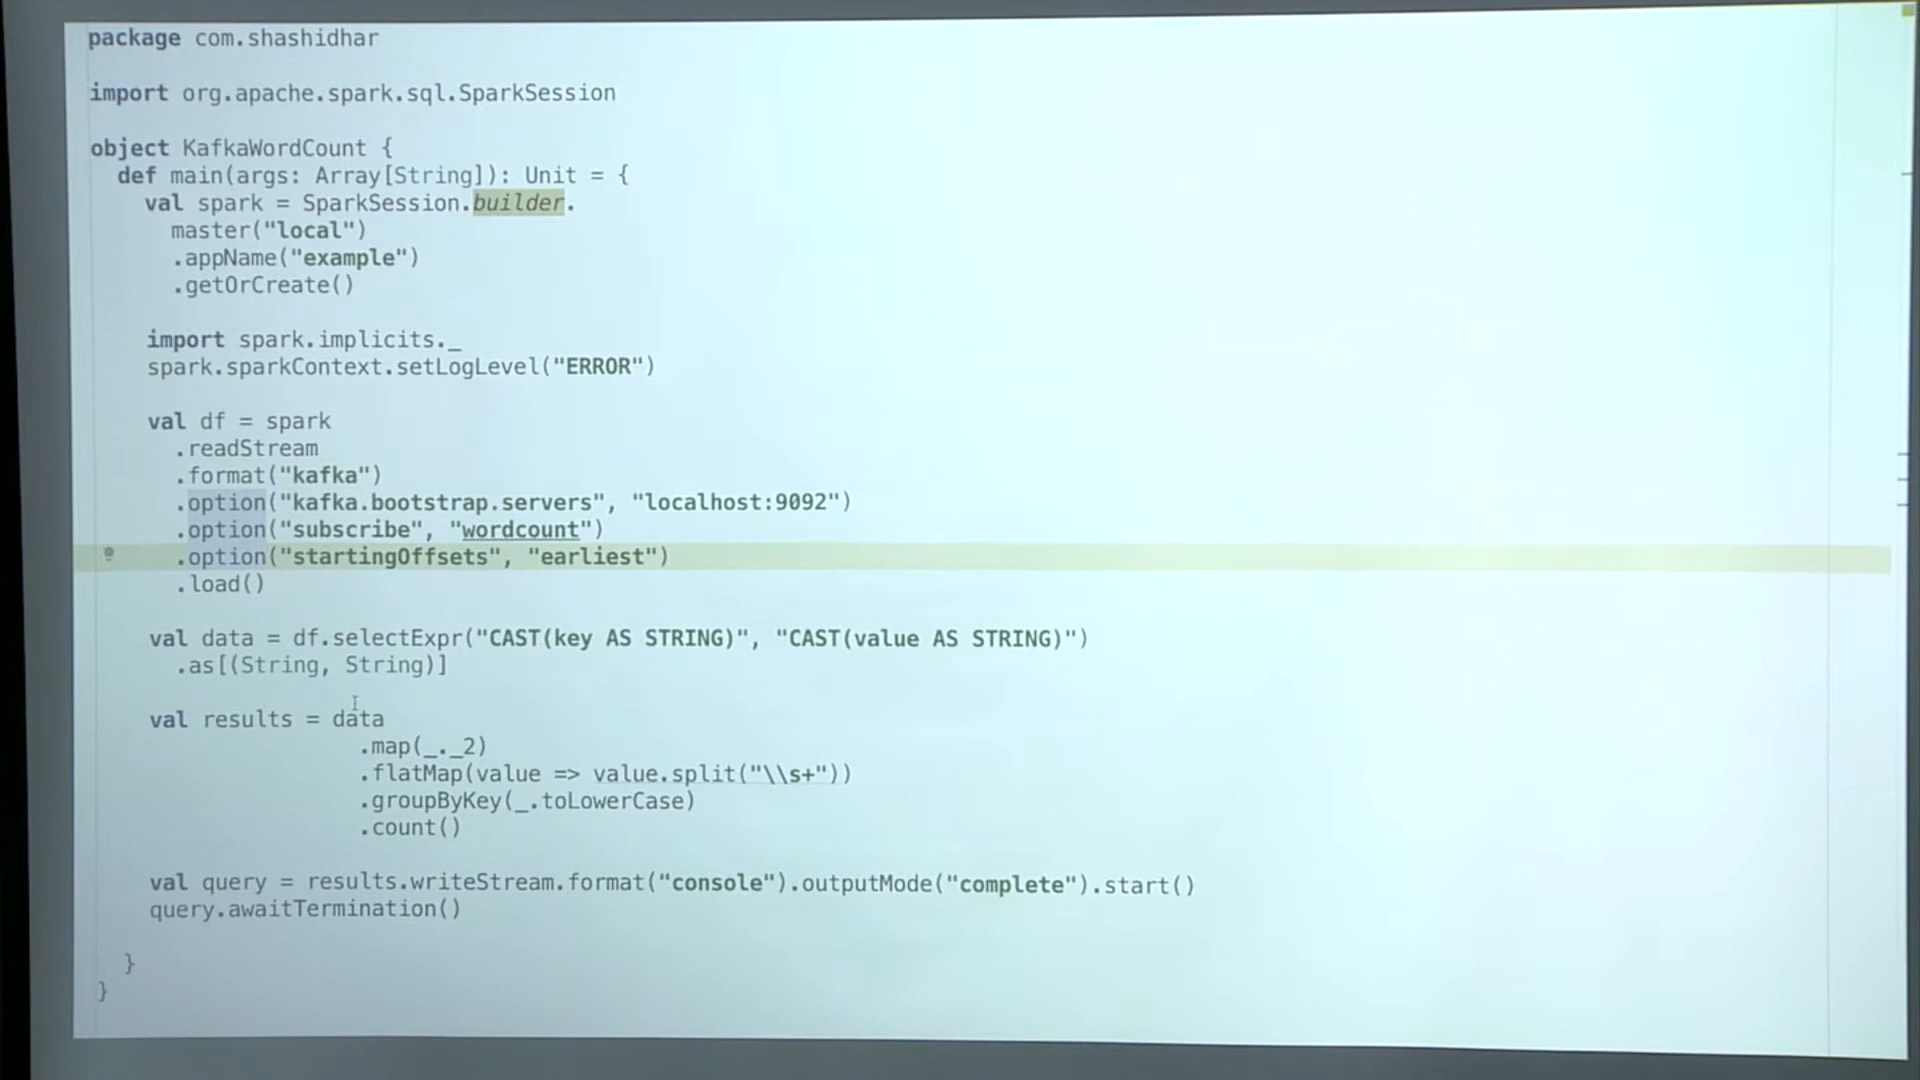 package com.shashidhar
import org.apache.spark.sql.SparkSession
object KafkaWordCount {
def main(args: Array[String]): Unit = {
val spark = SparkSession.builder.
master("local")
.appName("example")
.getOrCreate()
import spark.implicits._
spark.sparkContext.setLogLevel("ERROR")
val df = spark
.readStream
.format("kafka")
.option("kafka.bootstrap.servers", "localhost:9092")
.option("subscribe", "wordcount")
.option("startingOffsets", "earliest")
.load()
val data = df.selectExpr("CAST(key AS STRING)", "CAST(value AS STRING)")
.as[(String, String)]
val results = data
.map(_._2)
.flatMap(value => value.split("\\s+"))
.groupByKey(_.toLowerCase)
.count()
val query = results.writeStream.format("console").outputMode("complete").start()
query.awaitTermination()
}
}